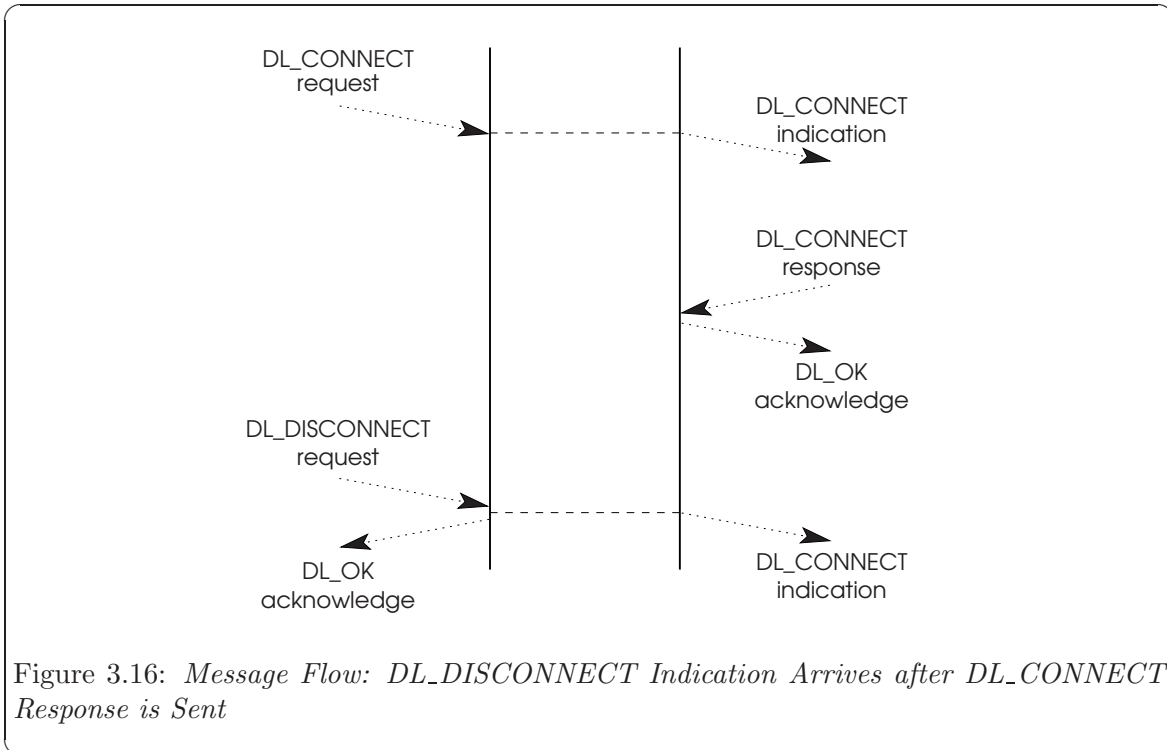 DL_CONNECT
request
DL_CONNECT
indication
DL_CONNECT
response
DL_OK
acknowledge
DL_DISCONNECT
request
DL_OK
acknowledge
DL_CONNECT
indication
Figure 3.16: Message Flow: DL_DISCONNECT Indication Arrives after DL_CONNECT
Response is Sent